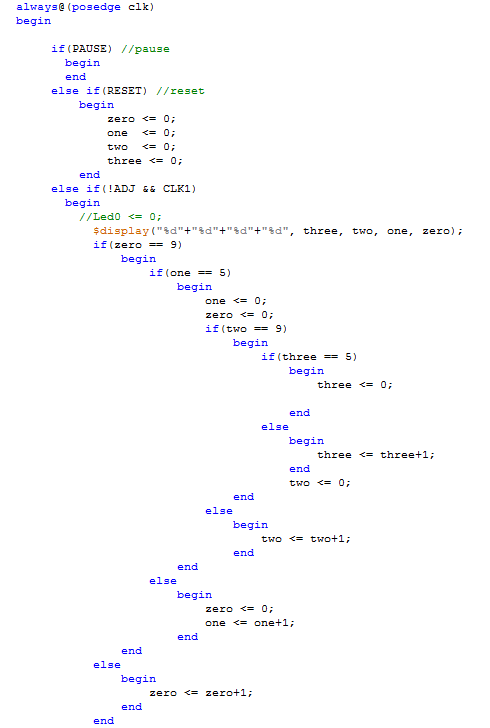 always@(posedge clk)
begin
if(PAUSE) //pause
begin
end
else if(RESET) //reset
begin
zero <= 0;
one  <= 0;
two  <= 0;
three <= 0;
end
else if(!ADJ && CLK1)
begin
//Led0 <= 0;
$display("%d"+"%d"+"%d"+"%d", three, two, one, zero);
if(zero == 9)
begin
if(one == 5)
begin
one <= 0;
zero <= 0;
if(two == 9)
begin
if(three == 5)
begin
three <= 0;
end
else
begin
three <= three+1;
end
two <= 0;
end
else
begin
two <= two+1;
end
end
else
begin
zero <= 0;
one <= one+1;
end
end
else
begin
zero <= zero+1;
end
end